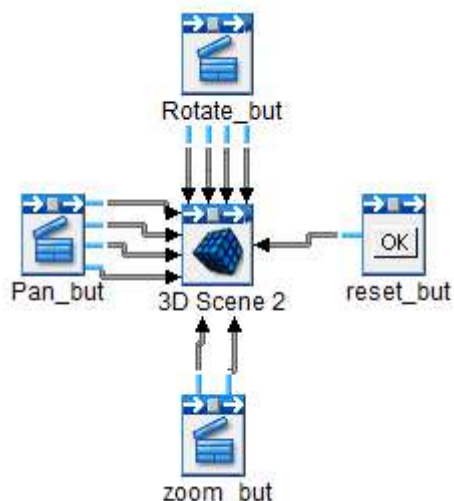 Rotate_but
Pan_but
3D Scene 2
OK
reset_but
zoom_but